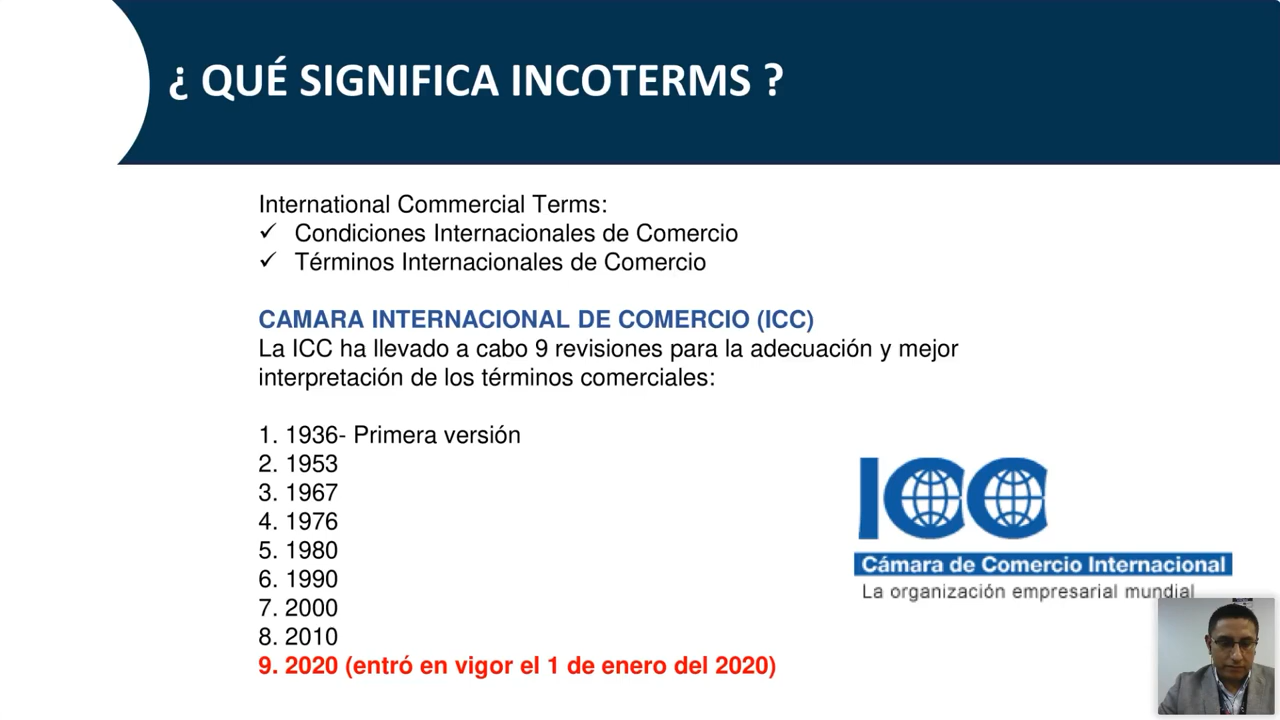 ¿ QUÉ SIGNIFICA INCOTERMS ?
International Commercial Terms:
✓ Condiciones Internacionales de Comercio
✓ Términos Internacionales de Comercio
CAMARA INTERNACIONAL DE COMERCIO (ICC)
La ICC ha llevado a cabo 9 revisiones para la adecuación y mejor
interpretación de los términos comerciales:
1. 1936- Primera versión
2. 1953
3. 1967
4. 1976
5. 1980
6. 1990
7. 2000
8. 2010
9. 2020 (entró en vigor el 1 de enero del 2020)
ICC
Cámara de Comercio Internacional
La organización empresarial mundial